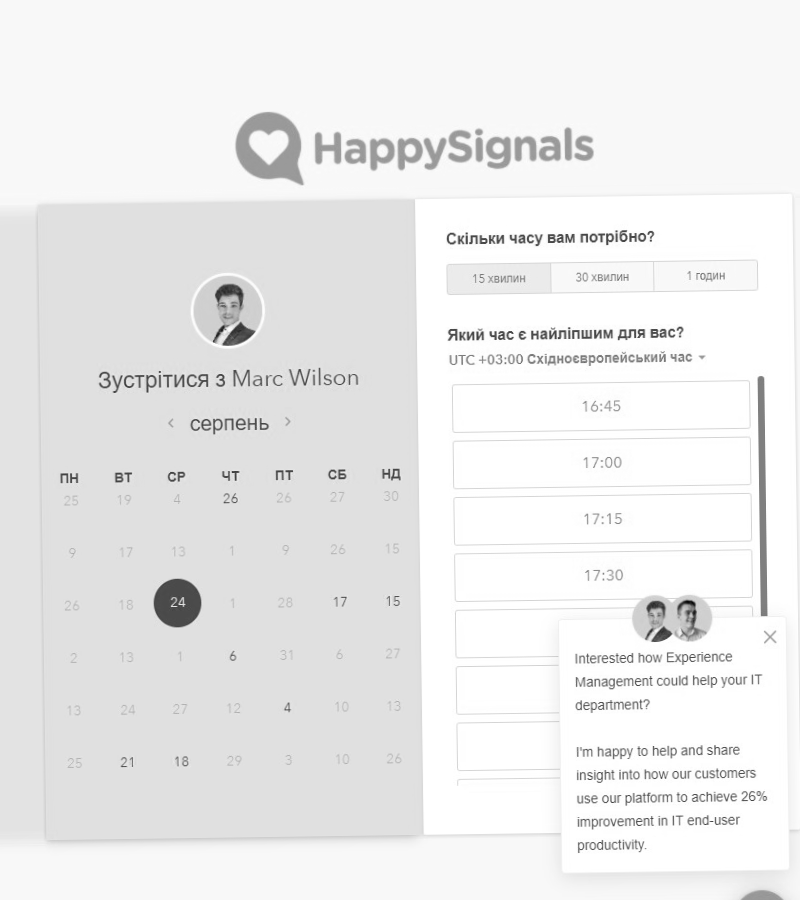 HappySignals
Зустрітися з Marc Wilson
серпень
ПН ВТ СР ЧТ ПТ СБ НД
25 19 4 26 26 27 30
9 17 13 1 9 26 15
26 18 24 1 28 17 15
2 13 1 6 31 6 27
13 24 27 12 4 10 13
25 21 18 29 3 10 26
Скільки часу вам потрібно?
15 хвилин 30 хвилин 1 годин
Який час є найліпшим для вас?
UTC +03:00 Східноєвропейський час
16:45
17:00
17:15
17:30
Interested how Experience
Management could help your IT
department?
I'm happy to help and share
insight into how our customers
use our platform to achieve 26%
improvement in IT end-user
productivity.